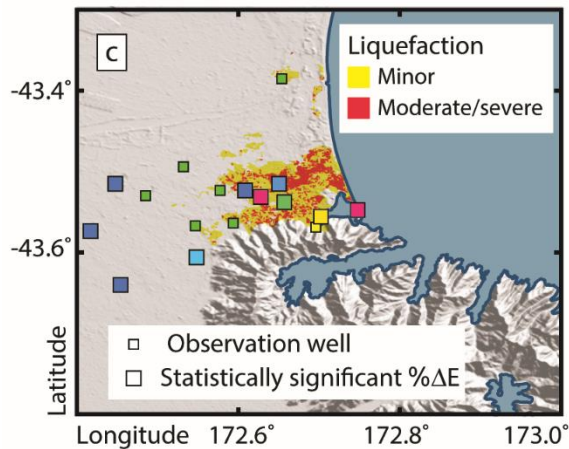 C
Liquefaction
Minor
Moderate/severe
-43.4
-43.6
Latitude
Observation well
Statistically significant %ΔE
Longitude 172.6 172.8 173.0